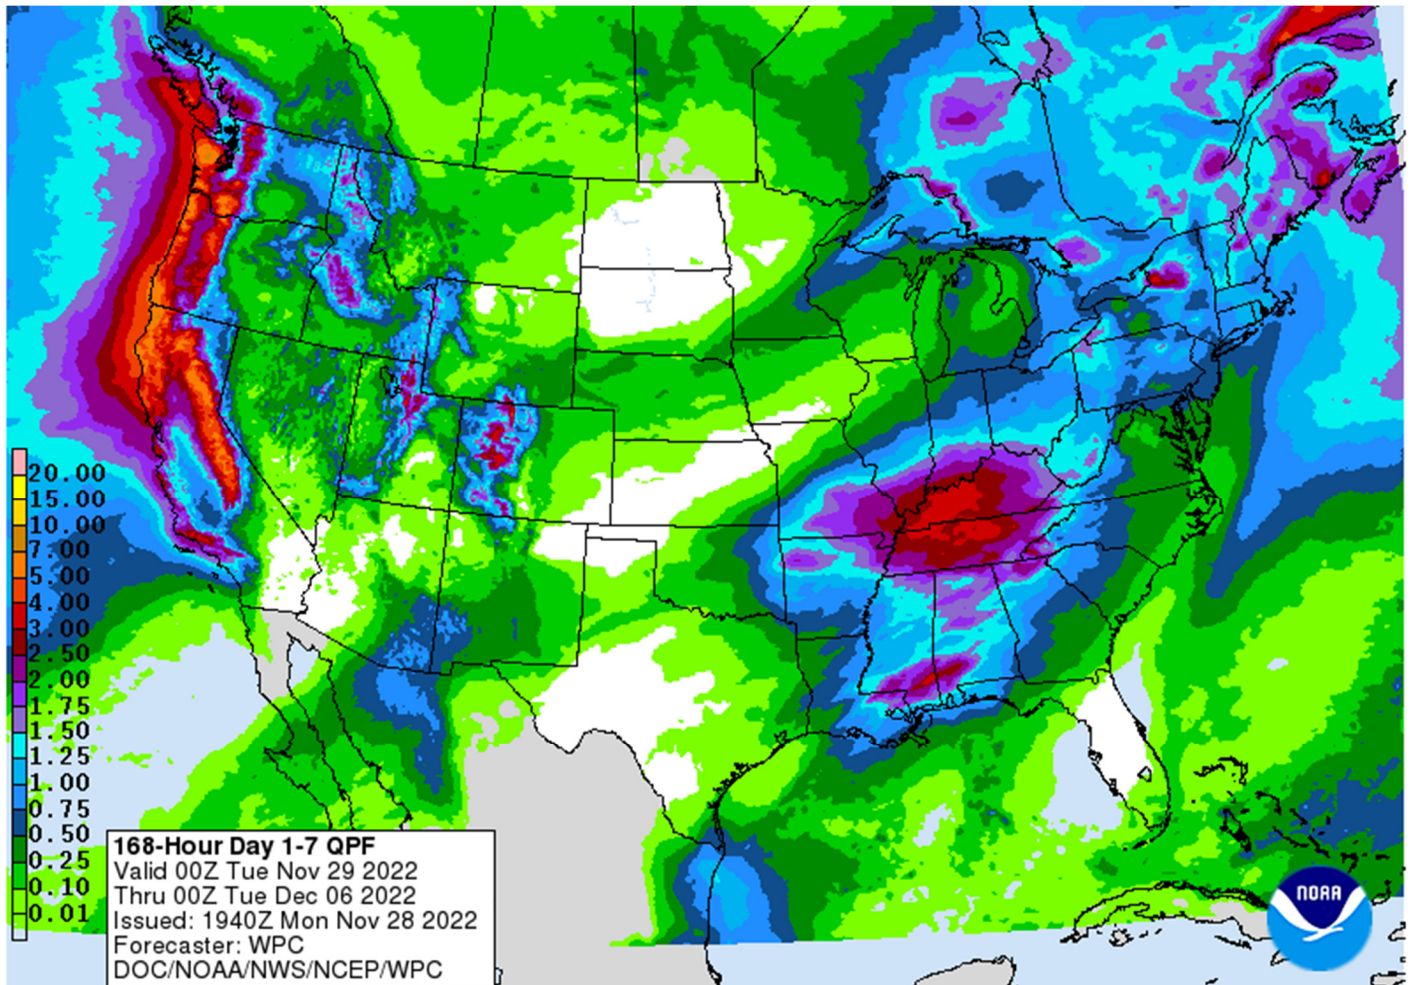 20.00
15.00
10.00
7.00
5.00
4.00
3.00
2.50
2.00
1.75
1.50
1.25
1.00
0.75
0.50
0.25
0.10
0.01
168-Hour Day 1-7 QPF
Valid 00Z Tue Nov 29 2022
Thru 00Z Tue Dec 06 2022
Issued: 1940Z Mon Nov 28 2022
Forecaster: WPC
DOC/NOAA/NWS/NCEP/WPC
NOAA